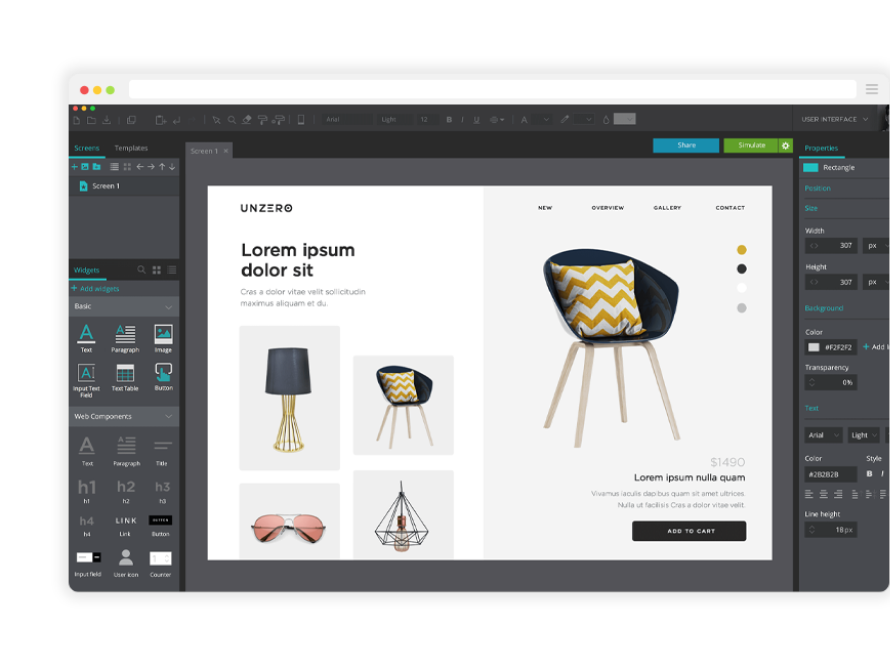 Arial
Light
12
B
I
U
A
USER INTERFACE
Screens
Templates
Screen 1
Widgets
+ Add widgets
Basic
Text
Paragraph
Image
Input Text
Field
Text Table
Button
Web Components
Text
Paragraph
Title
h1
h2
h3
h1
h2
h3
h4
LINK
BUTTON
h4
Link
Button
Input field
User icon
Counter
Screen 1 ×
Share
Simulate
UNZERO
Lorem ipsum
dolor sit
Cras a dolor vitae velit sollicitudin
maximus aliquam et du.
NEW
OVERVIEW
GALLERY
CONTACT
$1490
Lorem ipsum nulla quam
Vivamus iaculis dapibus quam sit amet ultrices.
Nulla ut facilisis Cras a dolor vitae velit.
ADD TO CART
Properties
Rectangle
Position
Size
Width
307
px
Height
307
px
Background
Color
#F2F2F2
+ Add
Transparency
0%
Text
Arial
Light
Color
Style
#2B2B2B
B
I
Line height
18 px